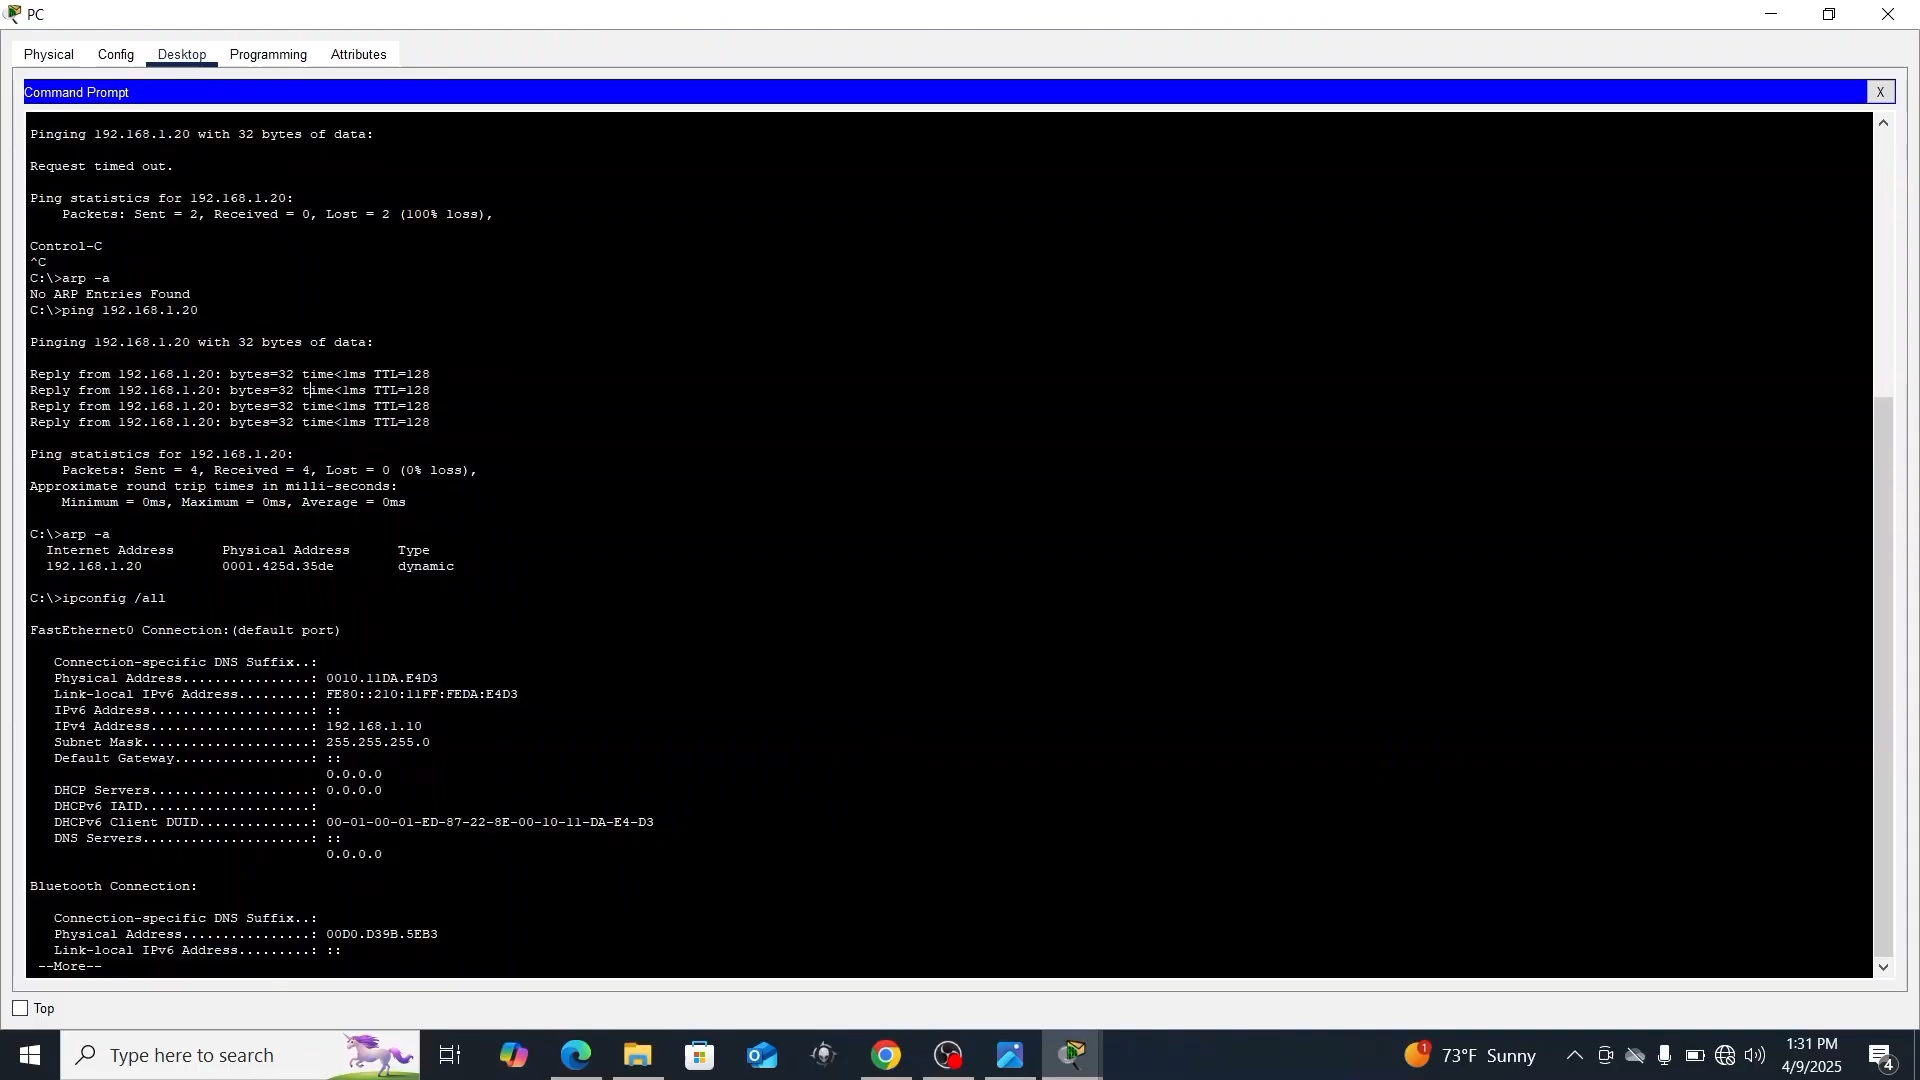 PC
Physical Config Desktop Programming Attributes
Command Prompt
X
Pinging 192.168.1.20 with 32 bytes of data:
Request timed out.
Ping statistics for 192.168.1.20:
Packets: Sent = 2, Received = 0, Lost = 2 (100% loss),
Control-C
^C
C:\>arp -a
No ARP Entries Found
C:\>ping 192.168.1.20
Pinging 192.168.1.20 with 32 bytes of data:
Reply from 192.168.1.20: bytes=32 time<1ms TTL=128
Reply from 192.168.1.20: bytes=32 time<1ms TTL=128
Reply from 192.168.1.20: bytes=32 time<1ms TTL=128
Reply from 192.168.1.20: bytes=32 time<1ms TTL=128
Ping statistics for 192.168.1.20:
Packets: Sent = 4, Received = 4, Lost = 0 (0% loss),
Approximate round trip times in milli-seconds:
Minimum = 0ms, Maximum = 0ms, Average = 0ms
C:\>arp -a
Internet Address Physical Address Type
192.168.1.20 0001.425d.35de dynamic
C:\>ipconfig /all
FastEthernet0 Connection:(default port)
Connection-specific DNS Suffix..:
Physical Address................: 0010.11DA.E4D3
Link-local IPv6 Address.........: FE80::210:11FF:FEDA:E4D3
IPv6 Address....................: ::
IPv4 Address....................: 192.168.1.10
Subnet Mask.....................: 255.255.255.0
Default Gateway.................: ::
0.0.0.0
DHCP Servers....................: 0.0.0.0
DHCPv6 IAID.....................:
DHCPv6 Client DUID..............: 00-01-00-01-ED-87-22-8E-00-10-11-DA-E4-D3
DNS Servers.....................: ::
0.0.0.0
Bluetooth Connection:
Connection-specific DNS Suffix..:
Physical Address................: 00D0.D39B.5EB3
Link-local IPv6 Address.........: ::
--More--
Top
Type here to search
1
73°F Sunny
1:31 PM
4/9/2025
4